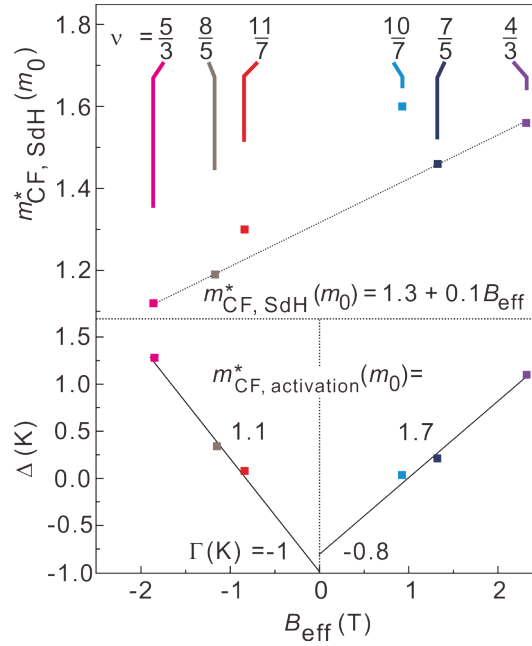 ν = 5/3 8/5 11/7 10/7 7/5 4/3
1.8
1.6
1.4
1.2
m*CF, SdH (m0)
m*CF, SdH (m0) = 1.3 + 0.1Beff
1.5
1.0
0.5
0.0
-0.5
-1.0
Δ (K)
m*CF, activation (m0)=
1.1 1.7
Γ(K) =-1 -0.8
-2 -1 0 1 2
Beff (T)